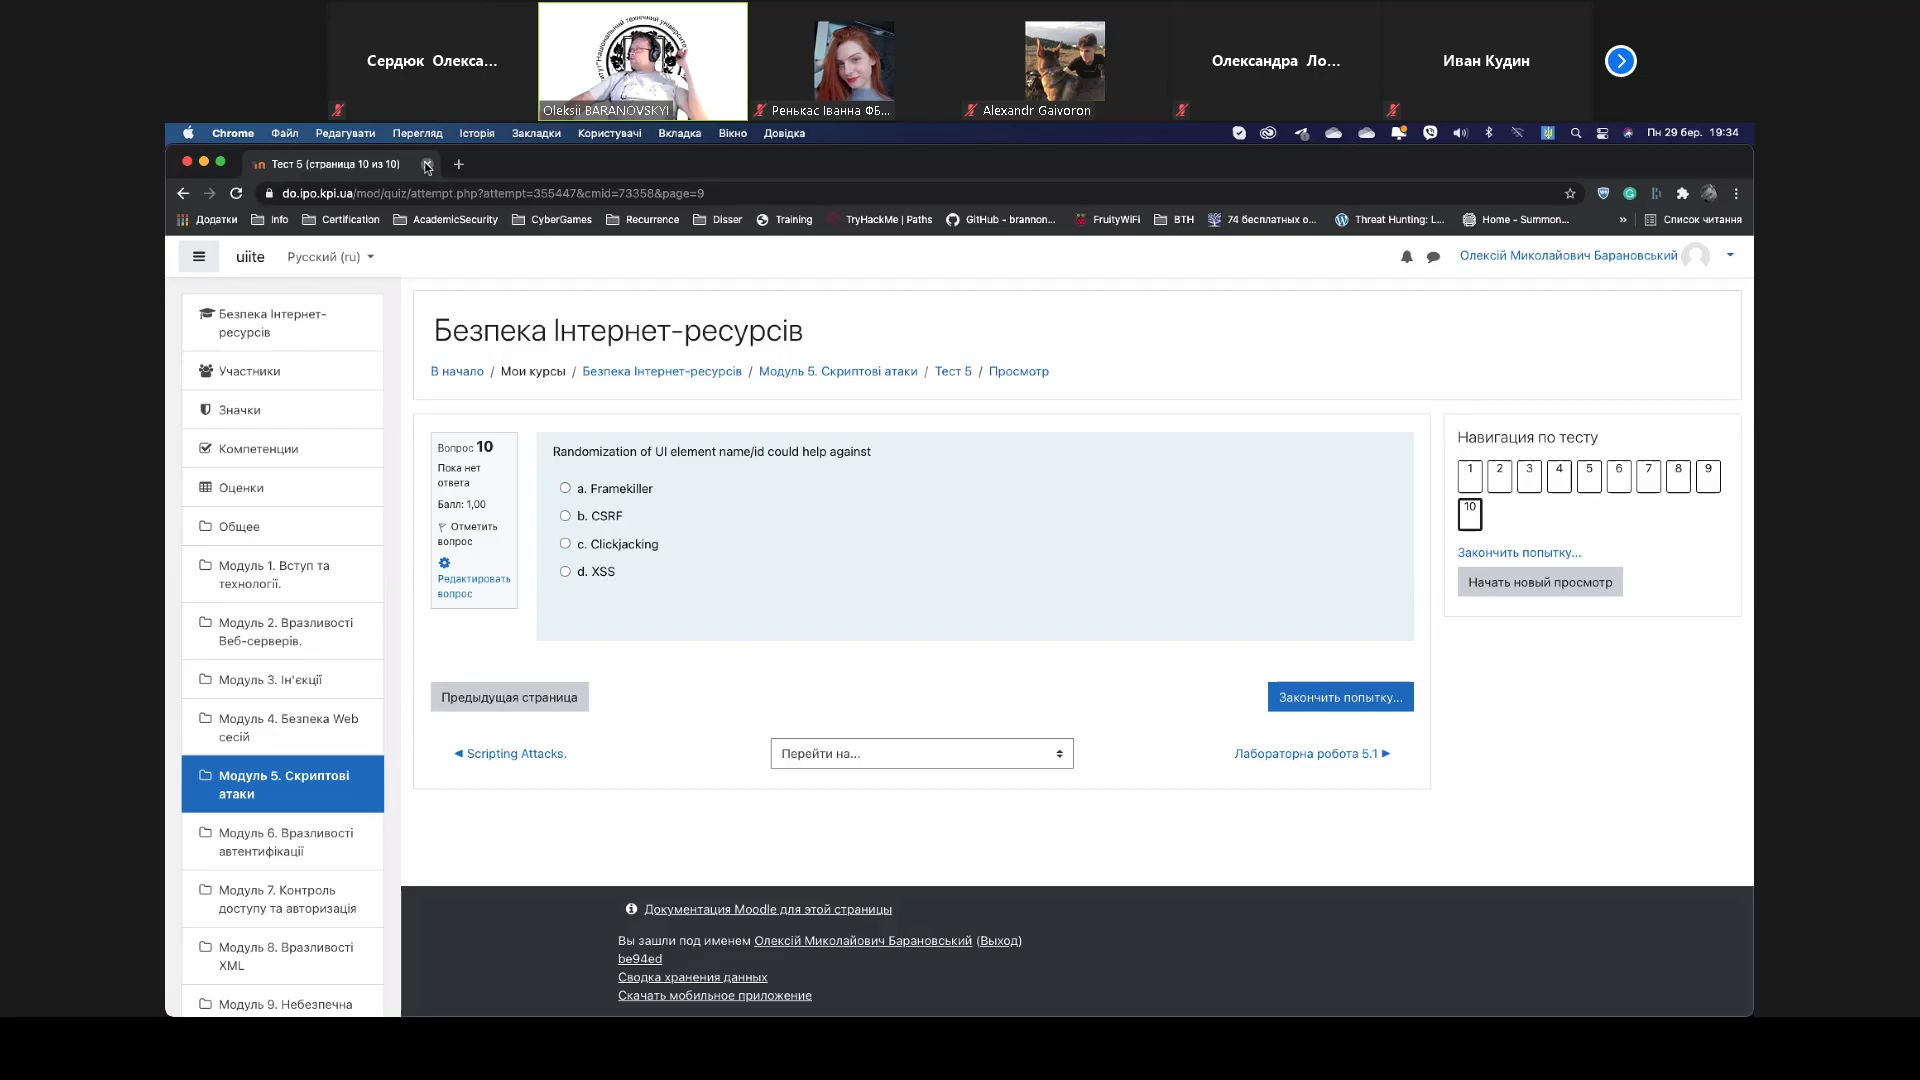 Сердюк Олекса...
Національний технічний університет
Oleksii BARANOVSKYI
Ренькас Іванна ФБ...
Alexandr Gaivoron
Олександра Ло...
Иван Кудин
Chrome Файл Редагувати Перегляд Історія Закладки Користувачі Вкладка Вікно Довідка
Пн 29 бер. 19:34
Тест 5 (страница 10 из 10)
do.ipo.kpi.ua/mod/quiz/attempt.php?attempt=355447&cmid=73358&page=9
Додатки Info Certification AcademicSecurity CyberGames Recurrence Disser Training TryHackMe | Paths GitHub - brannon... FruityWiFi BTH 74 бесплатных о... Threat Hunting: L... Home - Summon... » Список читання
uiite Русский (ru)
Олексій Миколайович Барановський
Безпека Інтернет-
ресурсів
Участники
Значки
Компетенции
Оценки
Общее
Модуль 1. Вступ та
технології.
Модуль 2. Вразливості
Веб-серверів.
Модуль 3. Ін'єкції
Модуль 4. Безпека Web
сесій
Модуль 5. Скриптові
атаки
Модуль 6. Вразливості
автентифікації
Модуль 7. Контроль
доступу та авторизація
Модуль 8. Вразливості
XML
Модуль 9. Небезпечна
Безпека Інтернет-ресурсів
В начало / Мои курсы / Безпека Інтернет-ресурсів / Модуль 5. Скриптові атаки / Тест 5 / Просмотр
Вопрос 10
Пока нет
ответа
Балл: 1,00
Отметить
вопрос
Редактировать
вопрос
Randomization of UI element name/id could help against
a. Framekiller
b. CSRF
c. Clickjacking
d. XSS
Предыдущая страница
Закончить попытку...
◄ Scripting Attacks.
Перейти на...
Лабораторна робота 5.1 ►
Навигация по тесту
1 2 3 4 5 6 7 8 9
10
Закончить попытку...
Начать новый просмотр
Документация Moodle для этой страницы
Вы зашли под именем Олексій Миколайович Барановський (Выход)
be94ed
Сводка хранения данных
Скачать мобильное приложение